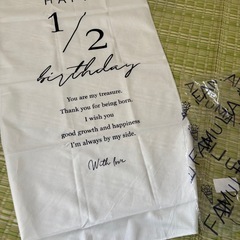 1/2
birthday
You are my treasure.
Thank you for being born.
I wish you
good growth and happiness
I'm always by my side.
With love
FAMU